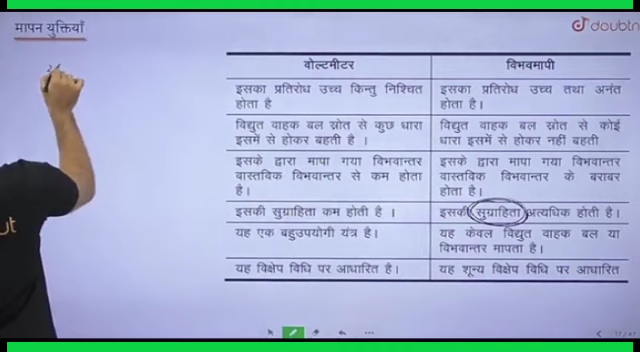 मापन युक्तियाँ
doubtn
वोल्टमीटर
विभवमापी
इसका प्रतिरोध उच्च किन्तु निश्चित
होता है
इसका प्रतिरोध उच्च तथा अनंत
होता है।
विद्युत वाहक बल स्रोत से कुछ धारा
इसमें से होकर बहती है ।
विद्युत वाहक बल स्रोत से कोई
धारा इसमें से होकर नहीं बहती
इसके द्वारा मापा गया विभवान्तर
वास्तविक विभवान्तर से कम होता
है।
इसके द्वारा मापा गया विभवान्तर
वास्तविक विभवान्तर के बराबर
होता है।
इसकी सुग्राहिता कम होती है ।
इसकी सुग्राहिता अत्यधिक होती है।
यह एक बहुउपयोगी यंत्र है।
यह केवल विद्युत वाहक बल या
विभवान्तर मापता है।
यह विक्षेप विधि पर आधारित है।
यह शून्य विक्षेप विधि पर आधारित
ut